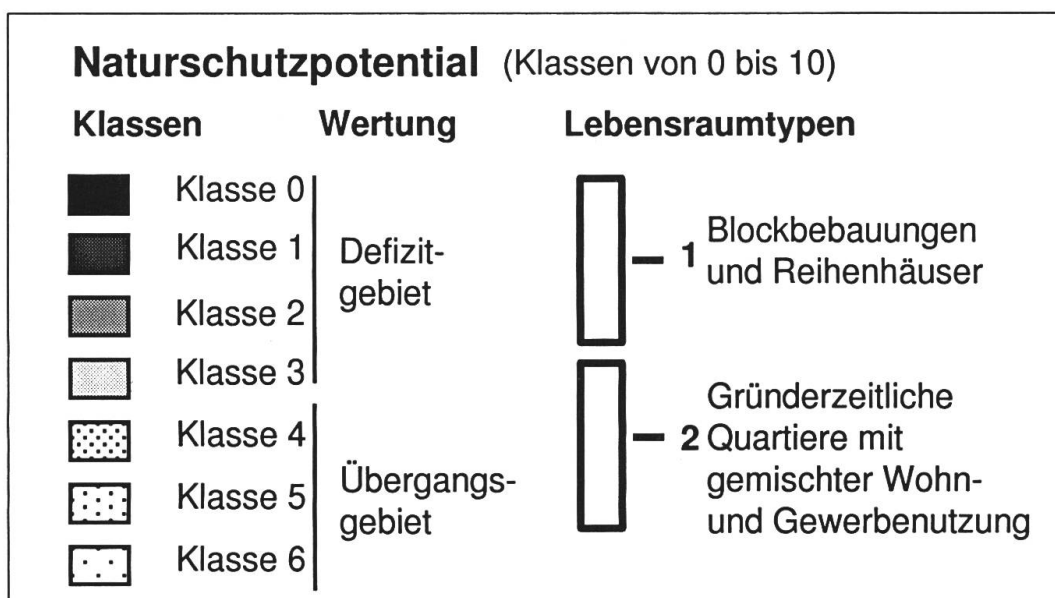 Naturschutzpotential (Klassen von 0 bis 10)
Klassen Wertung Lebensraumtypen
Klasse 0
Klasse 1
Klasse 2
Klasse 3
Klasse 4
Klasse 5
Klasse 6
Defizit-
gebiet
Übergangs-
gebiet
1 Blockbebauungen
und Reihenhäuser
2 Gründerzeitliche
Quartiere mit
gemischter Wohn-
und Gewerbenutzung